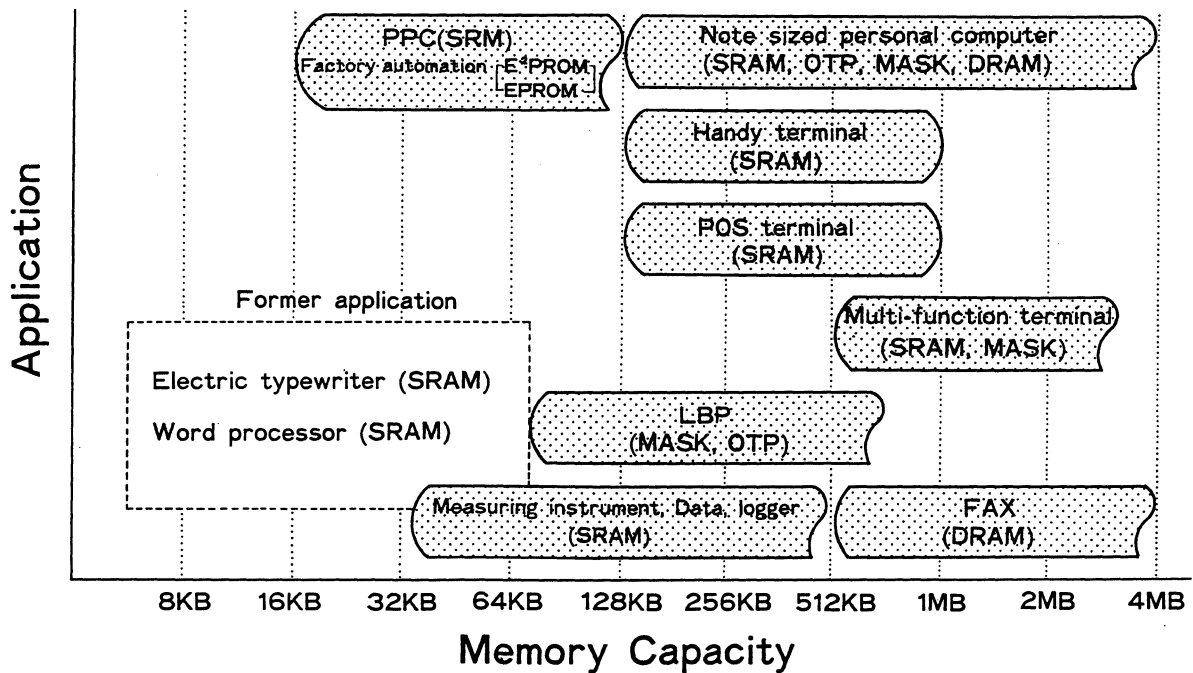 PPC(SRM)
Factory automation E²PROM
EPROM
Note sized personal computer
(SRAM, OTP, MASK, DRAM)
Handy terminal
(SRAM)
POS terminal
(SRAM)
Former application
Multi-function terminal
(SRAM, MASK)
Electric typewriter (SRAM)
Word processor (SRAM)
LBP
(MASK, OTP)
Measuring instrument, Data, logger
(SRAM)
FAX
(DRAM)
Application
8KB 16KB 32KB 64KB 128KB 256KB 512KB 1MB 2MB 4MB
Memory Capacity